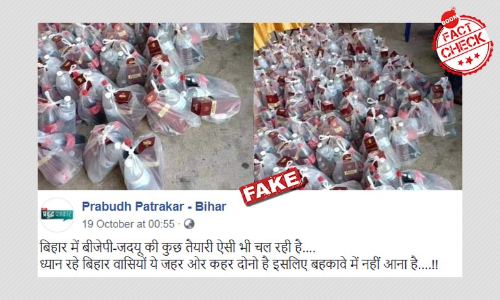 BOOM
FACT
CHECK
FAKE
Prabudh Patrakar - Bihar
19 October at 00:55 ·
बिहार में बीजेपी-जदयू की कुछ तैयारी ऐसी भी चल रही है....
ध्यान रहे बिहार वासियों ये जहर ओर कहर दोनो है इसलिए बहकावे में नहीं आना है....!!